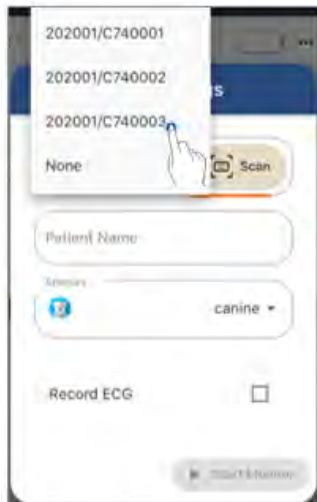 202001/C740001
202001/C740002
202001/C740003
None
Scan
Patient Name
canine
Record ECG